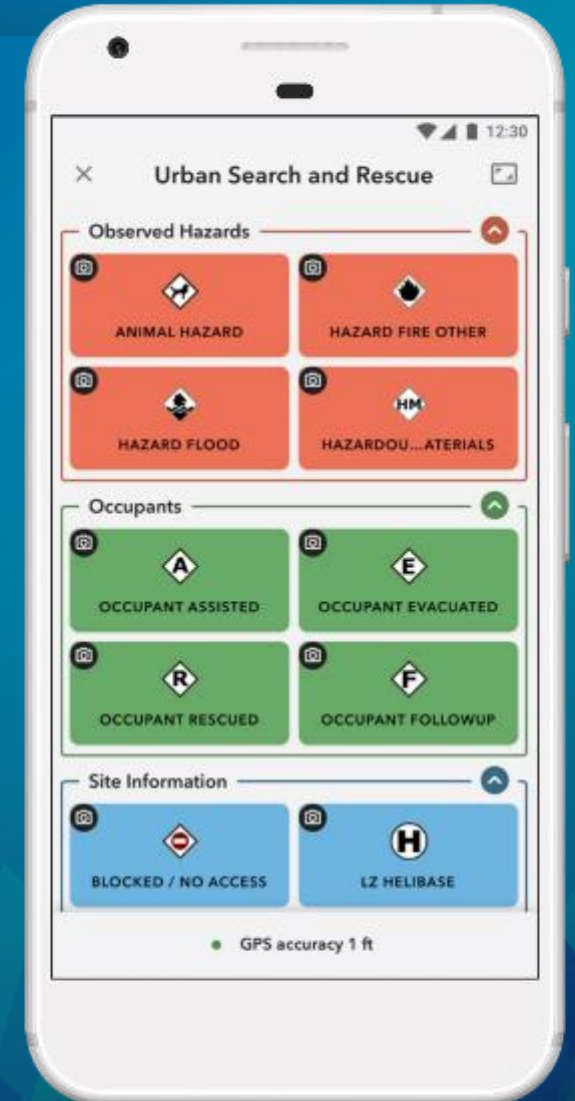 12:30
Urban Search and Rescue
Observed Hazards
ANIMAL HAZARD
HAZARD FIRE OTHER
HAZARD FLOOD
HM
HAZARDOU...ATERIALS
Occupants
A
E
OCCUPANT ASSISTED
OCCUPANT EVACUATED
R
F
OCCUPANT RESCUED
OCCUPANT FOLLOWUP
Site Information
H
BLOCKED / NO ACCESS
LZ HELIBASE
GPS accuracy 1 ft